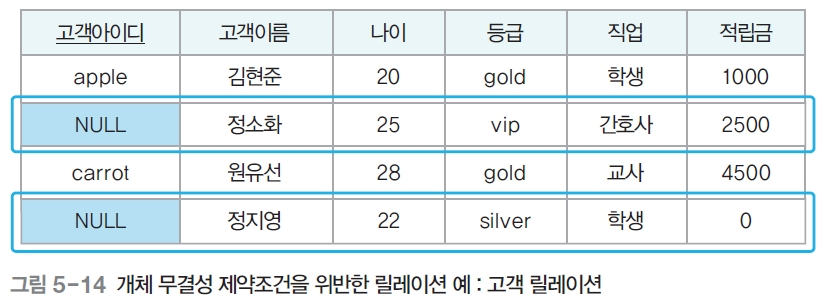 고객아이디 고객이름 나이 등급 직업 적립금
apple 김현준 20 gold 학생 1000
NULL 정소화 25 vip 간호사 2500
carrot 원유선 28 gold 교사 4500
NULL 정지영 22 silver 학생 0
그림 5-14 개체 무결성 제약조건을 위반한 릴레이션 예 : 고객 릴레이션